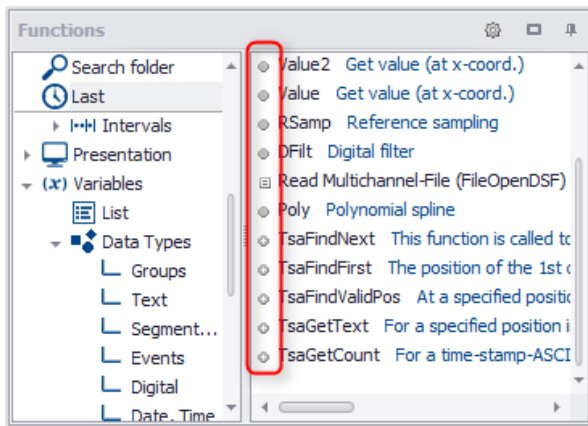 Functions
Search folder
Last
Intervals
Presentation
(x) Variables
List
Data Types
Groups
Text
Segment...
Events
Digital
Date, Time
Value2 Get value (at x-coord.)
Value Get value (at x-coord.)
RSamp Reference sampling
DFilt Digital filter
Read Multichannel-File (FileOpenDSF)
Poly Polynomial spline
TsaFindNext This function is called to
TsaFindFirst The position of the 1st
TsaFindValidPos At a specified positi
TsaGetText For a specified position
TsaGetCount For a time-stamp-ASCI